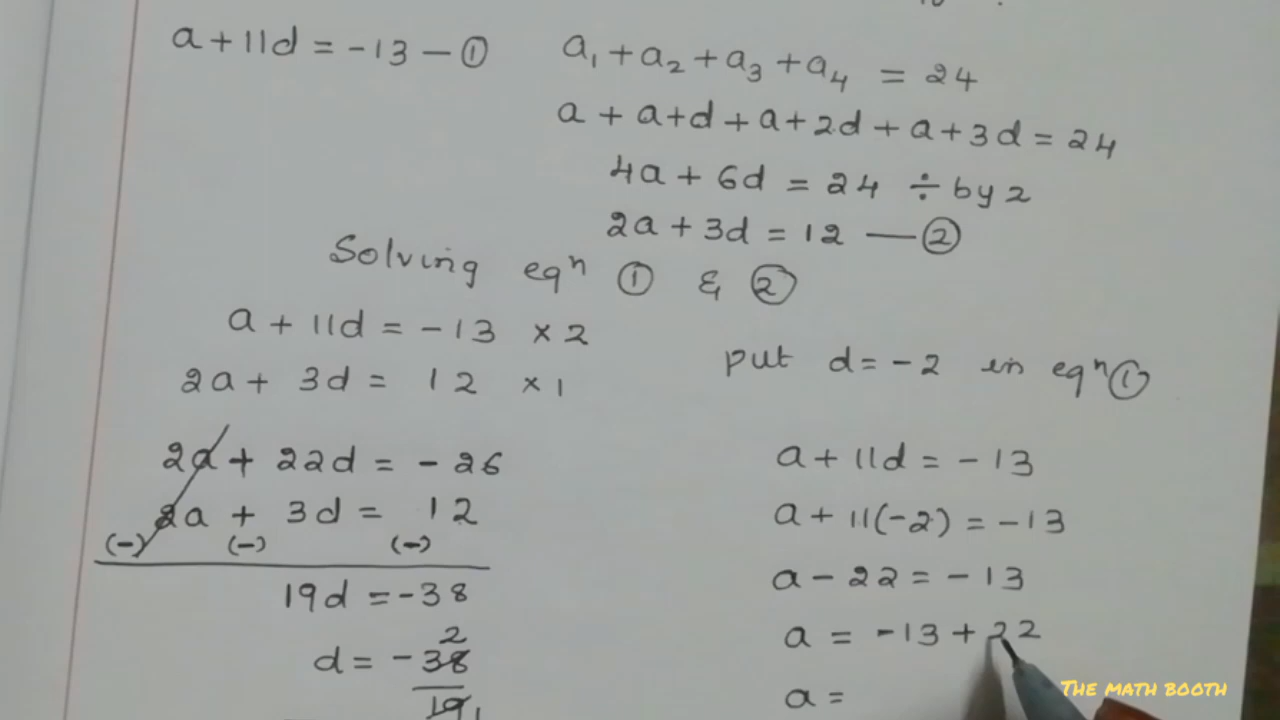 a + 11d = -13 — ①
a₁ + a₂ + a₃ + a₄ = 24
a + a+d + a+2d + a+3d = 24
4a + 6d = 24 ÷ by 2
2a + 3d = 12 — ②
Solving eqⁿ ① & ②
a + 11d = -13 × 2
2a + 3d = 12 × 1
2a + 22d = - 26
2a + 3d = 12
(-) (-) (-)
19d = -38
2
d = -38
19 1
put d = -2 in eqⁿ ①
a + 11d = -13
a + 11(-2) = -13
a - 22 = -13
a = -13 + 22
a =
THE MATH BOOTH